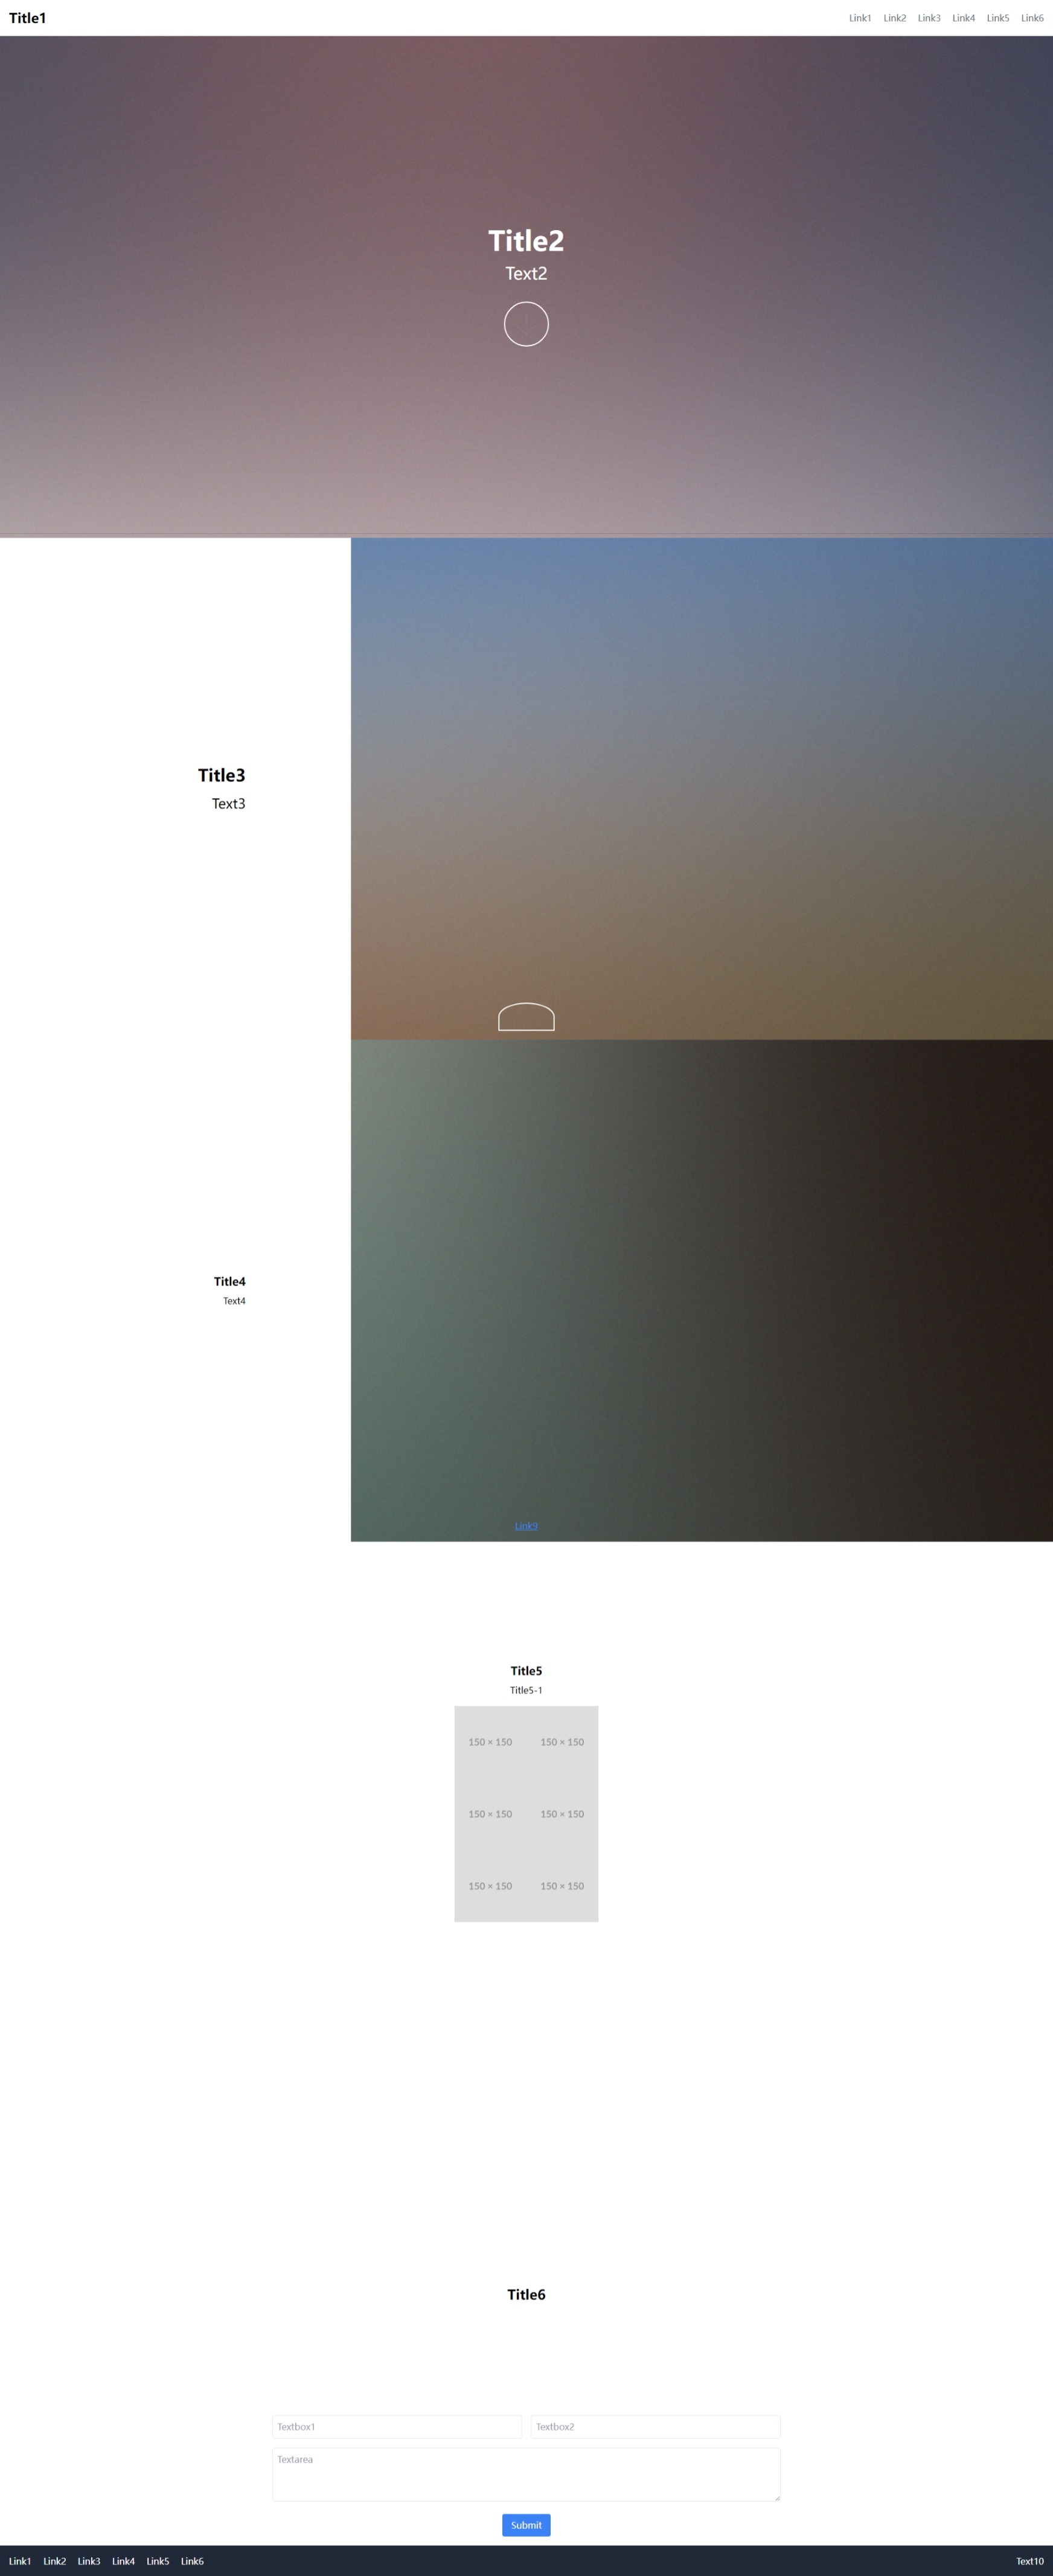 Title1
Link1 Link2 Link3 Link4 Link5 Link6
Title2
Text2
Title3
Text3
Title4
Text4
Link9
Title5
Title5-1
150 × 150 150 × 150
150 × 150 150 × 150
150 × 150 150 × 150
Title6
Textbox1 Textbox2
Textarea
Submit
Link1 Link2 Link3 Link4 Link5 Link6 Text10